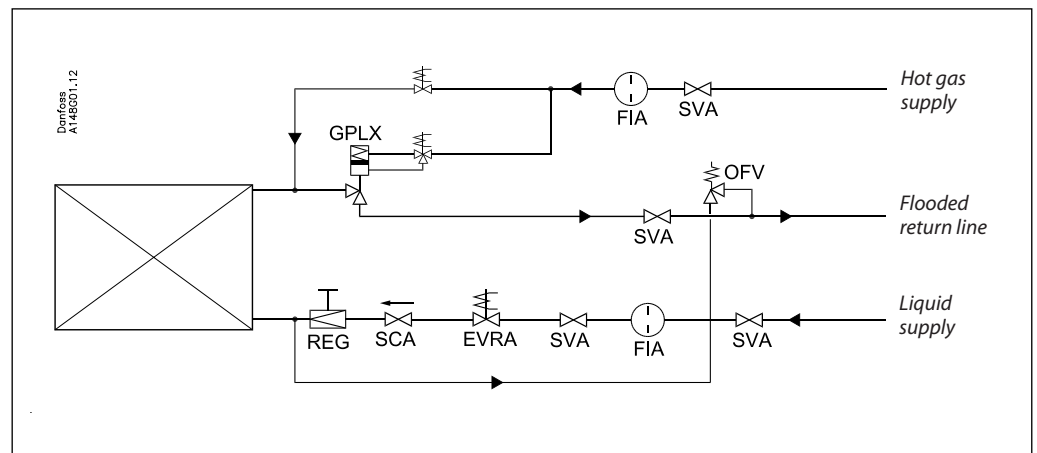 Danfoss
A148G01.12
Hot gas
supply
FIA
SVA
GPLX
OFV
Flooded
return line
SVA
Liquid
supply
REG
SCA
EVRA
SVA
FIA
SVA